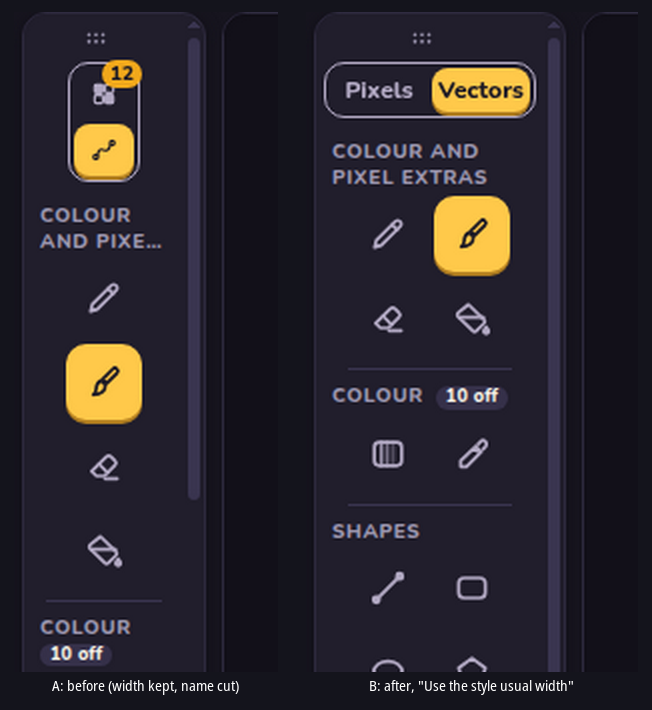 12
COLOUR
AND PIXE...
COLOUR
10 off
A: before (width kept, name cut)
Pixels Vectors
COLOUR AND
PIXEL EXTRAS
COLOUR 10 off
SHAPES
B: after, "Use the style usual width"